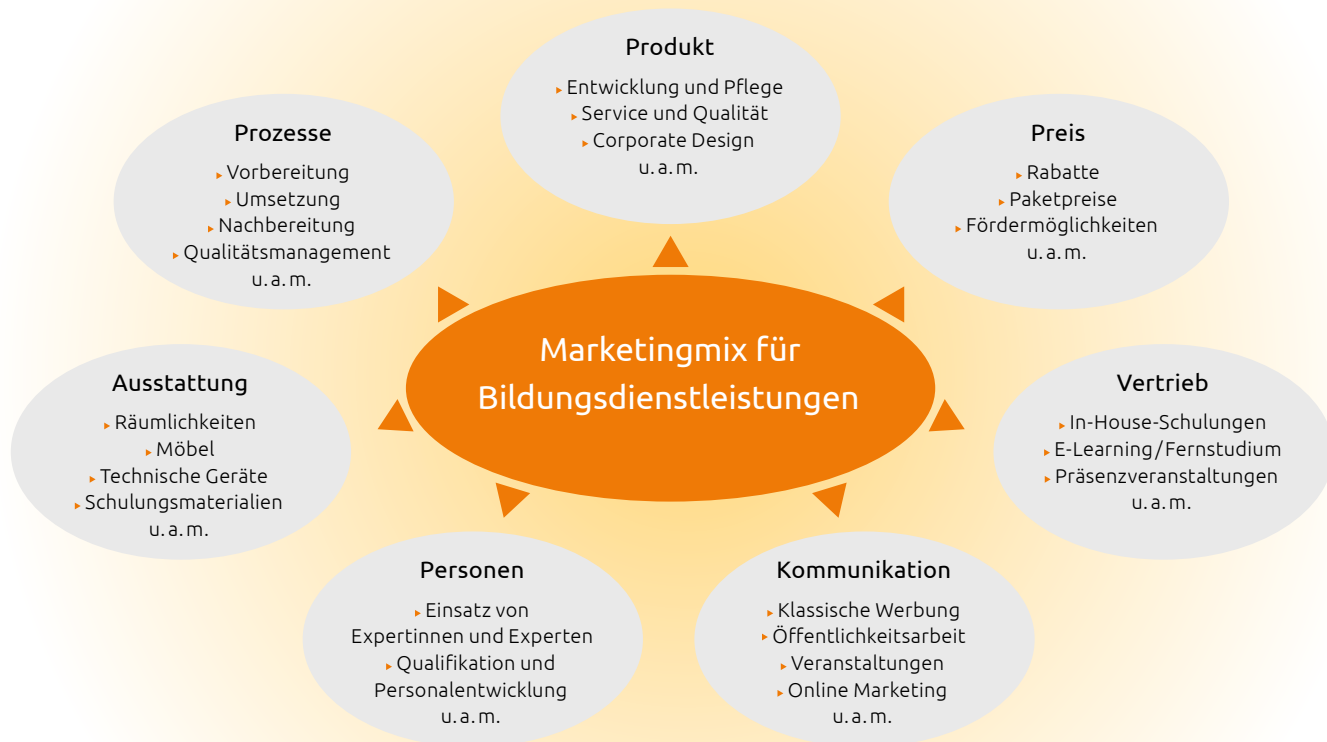 Produkt
▸ Entwicklung und Pflege
▸ Service und Qualität
▸ Corporate Design
u. a. m.
Prozesse
▸ Vorbereitung
▸ Umsetzung
▸ Nachbereitung
▸ Qualitätsmanagement
u. a. m.
Preis
▸ Rabatte
▸ Paketpreise
▸ Fördermöglichkeiten
u. a. m.
Marketingmix für
Bildungsdienstleistungen
Ausstattung
▸ Räumlichkeiten
▸ Möbel
▸ Technische Geräte
▸ Schulungsmaterialien
u. a. m.
Vertrieb
▸ In-House-Schulungen
▸ E-Learning/Fernstudium
▸ Präsenzveranstaltungen
u. a. m.
Personen
▸ Einsatz von
Expertinnen und Experten
▸ Qualifikation und
Personalentwicklung
u. a. m.
Kommunikation
▸ Klassische Werbung
▸ Öffentlichkeitsarbeit
▸ Veranstaltungen
▸ Online Marketing
u. a. m.